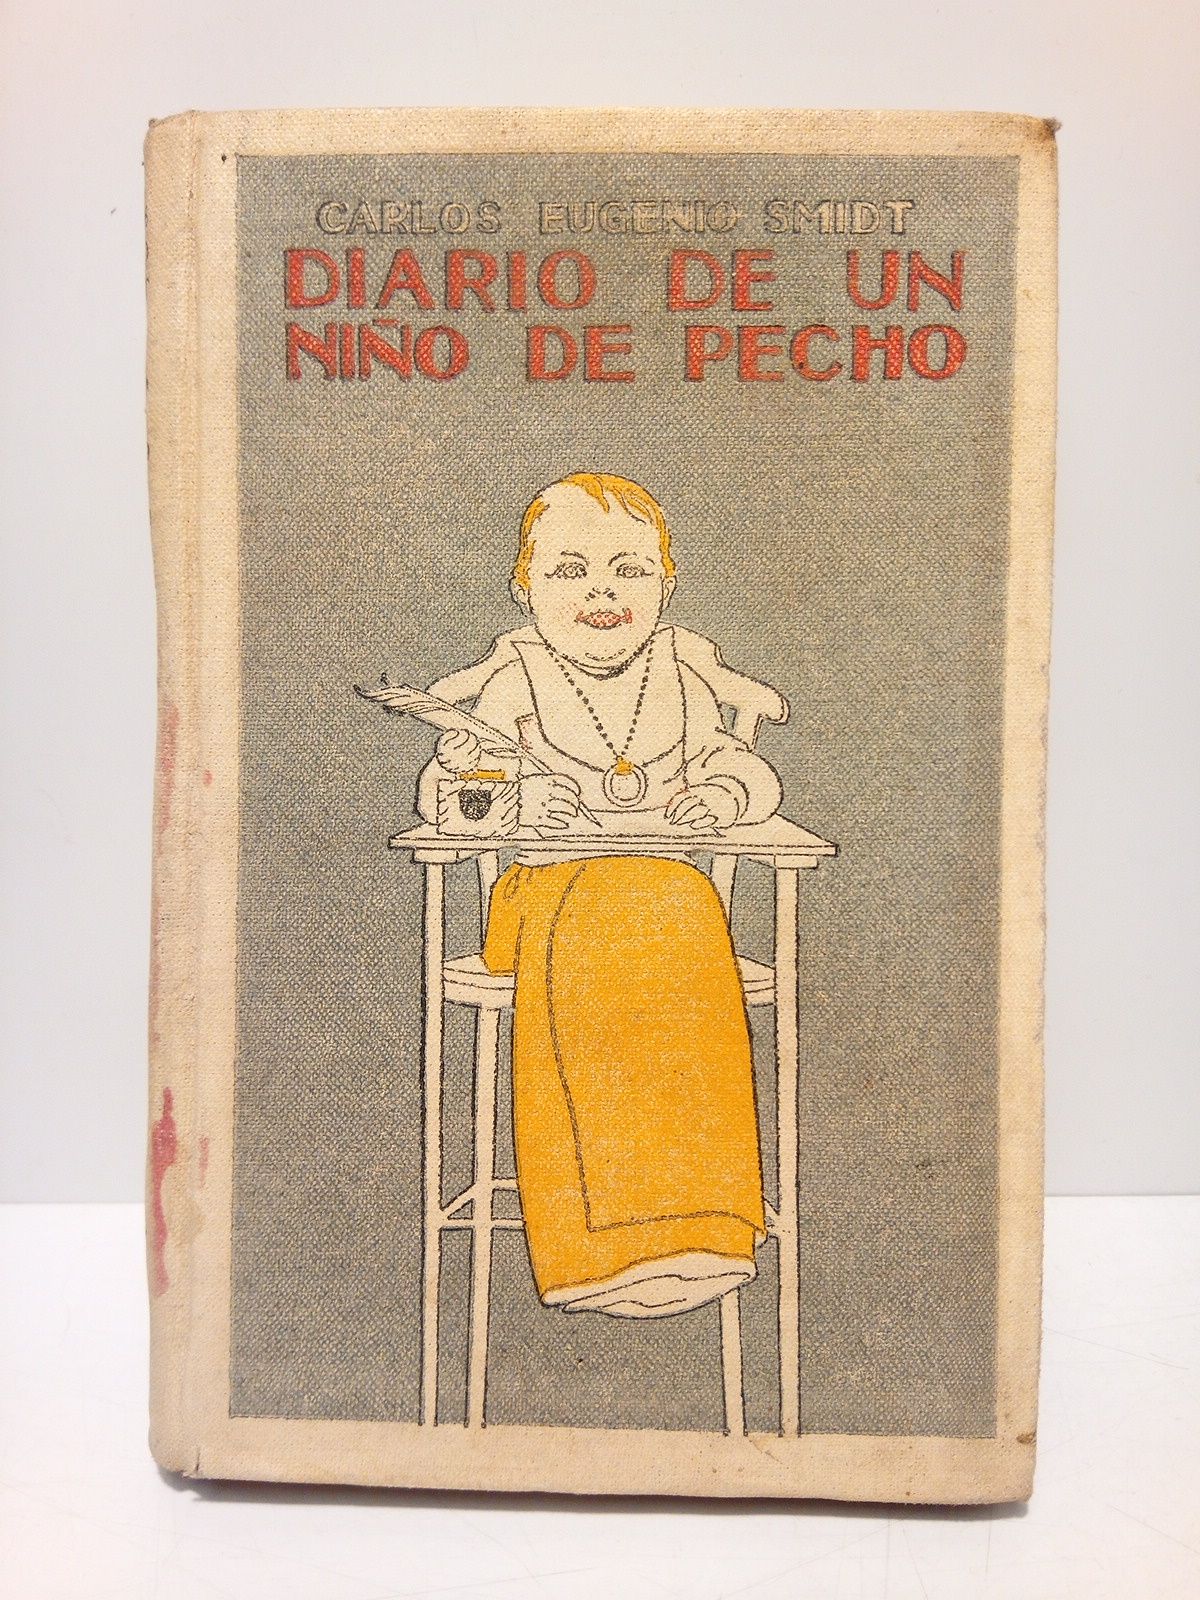 CARLOS EUGENIO SMIDT
DIARIO DE UN
NIÑO DE PECHO